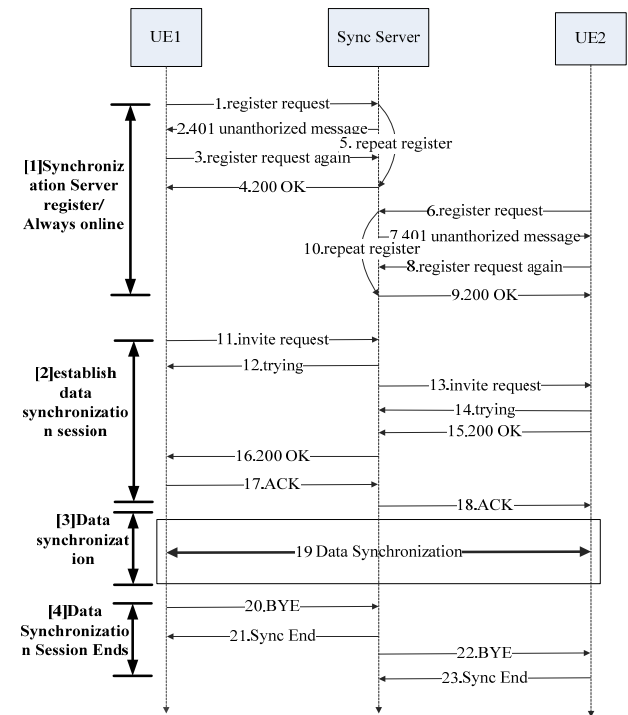 UE1
Sync Server
UE2
1.register request
2.401 unanthorized message
5. repeat register
3.register request again
4.200 OK
[1]Synchroniz
ation Server
register/
Always online
6.register request
7.401 unanthorized message
10.repeat register
8.register request again
9.200 OK
11.invite request
12.trying
13.invite request
14.trying
15.200 OK
16.200 OK
17.ACK
18.ACK
[2]establish
data
synchronizatio
n session
[3]Data
synchronizat
ion
19 Data Synchronization
[4]Data
Synchronizatio
n Session Ends
20.BYE
21.Sync End
22.BYE
23.Sync End